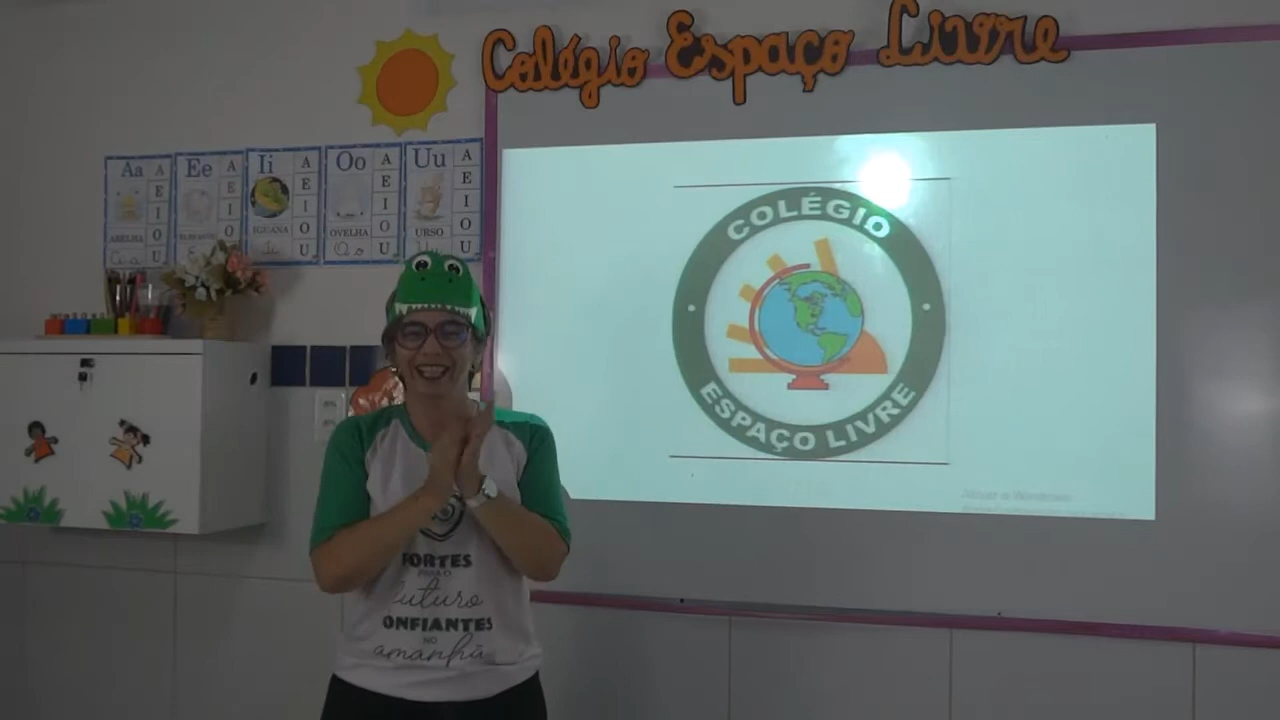 Colégio Espaço Livre
Aa
A
E
I
O
U
ABELHA
Ee
A
E
I
O
Ii
A
E
I
O
U
IGUANA
Oo
A
E
I
O
U
OVELHA
Uu
A
E
I
O
U
URSO
COLÉGIO
ESPAÇO LIVRE
FORTES
PARA O
futuro
ONFIANTES
NO
amanhã